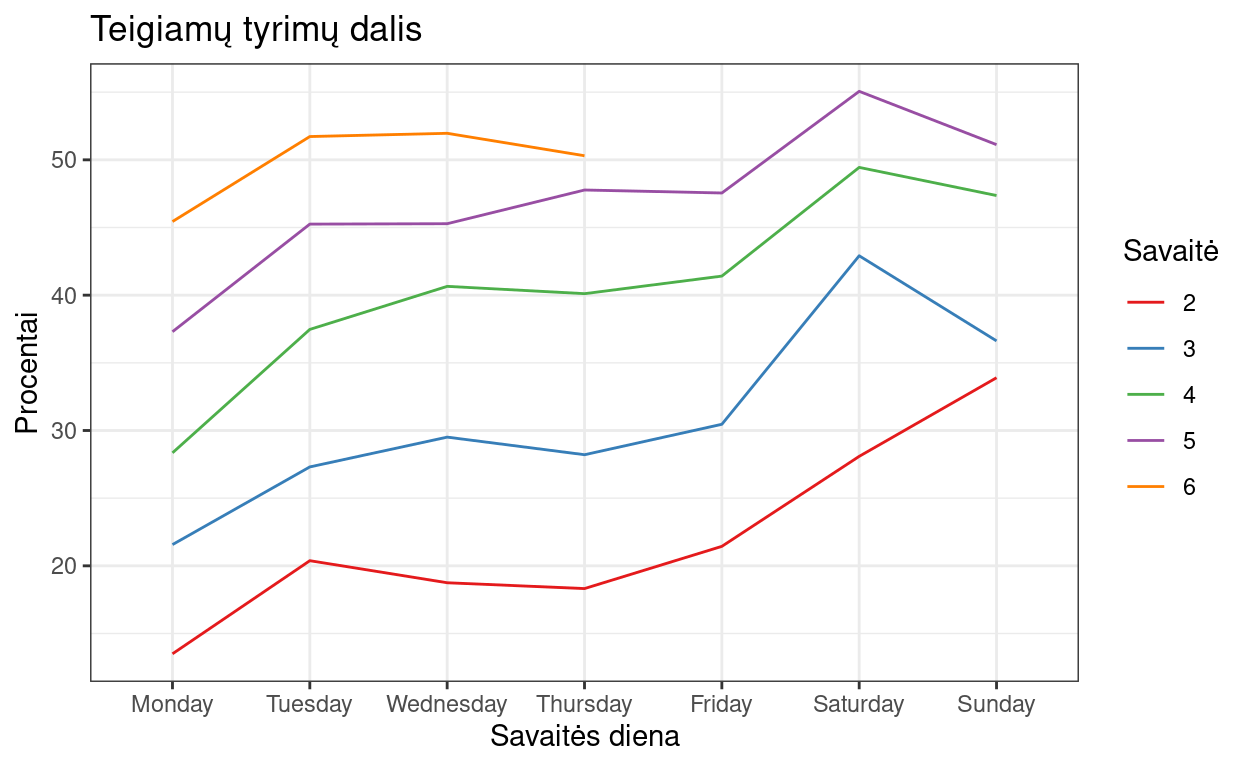 Teigiamų tyrimų dalis
Procentai
50
40
30
20
Monday Tuesday Wednesday Thursday Friday Saturday Sunday
Savaitės diena
Savaitė
2
3
4
5
6